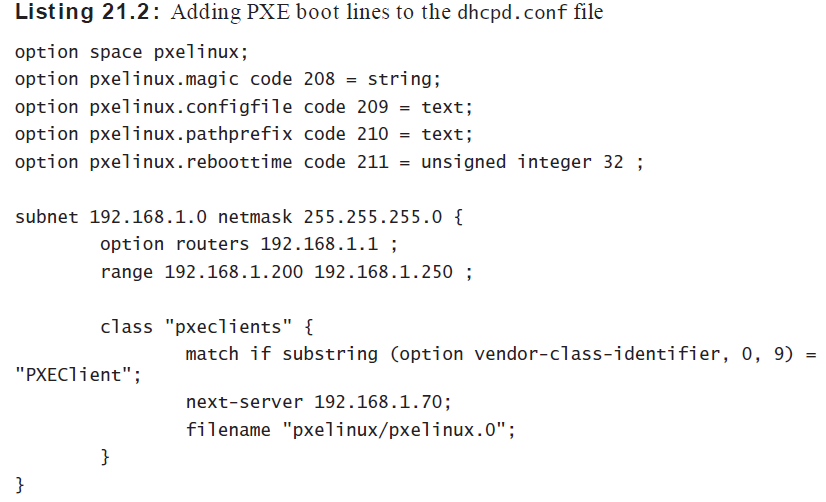 Listing 21.2: Adding PXE boot lines to the dhcpd.conf file
option space pxelinux;
option pxelinux.magic code 208 = string;
option pxelinux.configfile code 209 = text;
option pxelinux.pathprefix code 210 = text;
option pxelinux.reboottime code 211 = unsigned integer 32 ;
subnet 192.168.1.0 netmask 255.255.255.0 {
option routers 192.168.1.1 ;
range 192.168.1.200 192.168.1.250 ;
class "pxeclients" {
match if substring (option vendor-class-identifier, 0, 9) =
"PXEClient";
next-server 192.168.1.70;
filename "pxelinux/pxelinux.0";
}
}